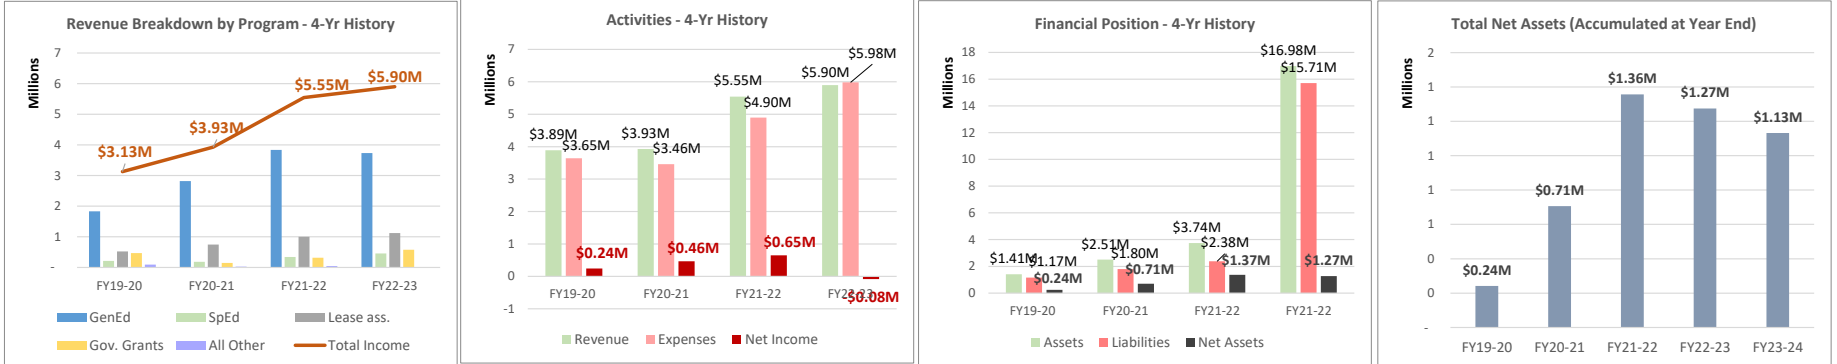 Revenue Breakdown by Program - 4-Yr History
Millions
7
6
5
4
3
2
1
-
$3.13M
$3.93M
$5.55M
$5.90M
FY19-20 FY20-21 FY21-22 FY22-23
GenEd SpEd Lease ass.
Gov. Grants All Other Total Income
Activities - 4-Yr History
Millions
7
6
5
4
3
2
1
0
-1
$3.89M
$3.65M
$0.24M
$3.93M
$3.46M
$0.46M
$5.55M
$4.90M
$0.65M
$5.90M
$5.98M
-$0.08M
FY19-20 FY20-21 FY21-22 FY22-23
Revenue Expenses Net Income
Financial Position - 4-Yr History
Millions
18
16
14
12
10
8
6
4
2
0
$1.41M
$1.17M
$0.24M
$2.51M
$1.80M
$0.71M
$3.74M
$2.38M
$1.37M
$16.98M
$15.71M
$1.27M
FY19-20 FY20-21 FY21-22 FY21-22
Assets Liabilities Net Assets
Total Net Assets (Accumulated at Year End)
Millions
2
1
1
1
1
1
0
0
-
$0.24M
$0.71M
$1.36M
$1.27M
$1.13M
FY19-20 FY20-21 FY21-22 FY22-23 FY23-24